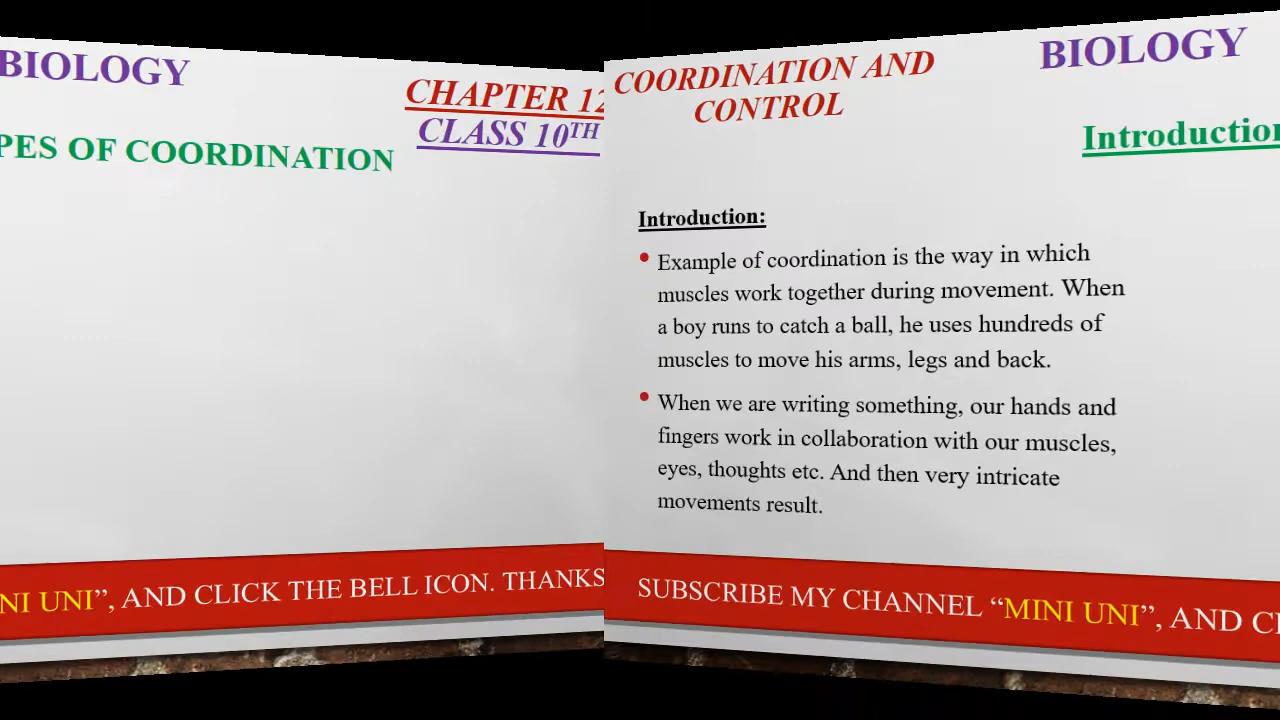 BIOLOGY
CHAPTER 12
CLASS 10TH
PES OF COORDINATION
NI UNI”, AND CLICK THE BELL ICON. THANKS
COORDINATION AND
CONTROL
BIOLOGY
Introduction
Introduction:
• Example of coordination is the way in which
muscles work together during movement. When
a boy runs to catch a ball, he uses hundreds of
muscles to move his arms, legs and back.
• When we are writing something, our hands and
fingers work in collaboration with our muscles,
eyes, thoughts etc. And then very intricate
movements result.
SUBSCRIBE MY CHANNEL “MINI UNI”, AND CL